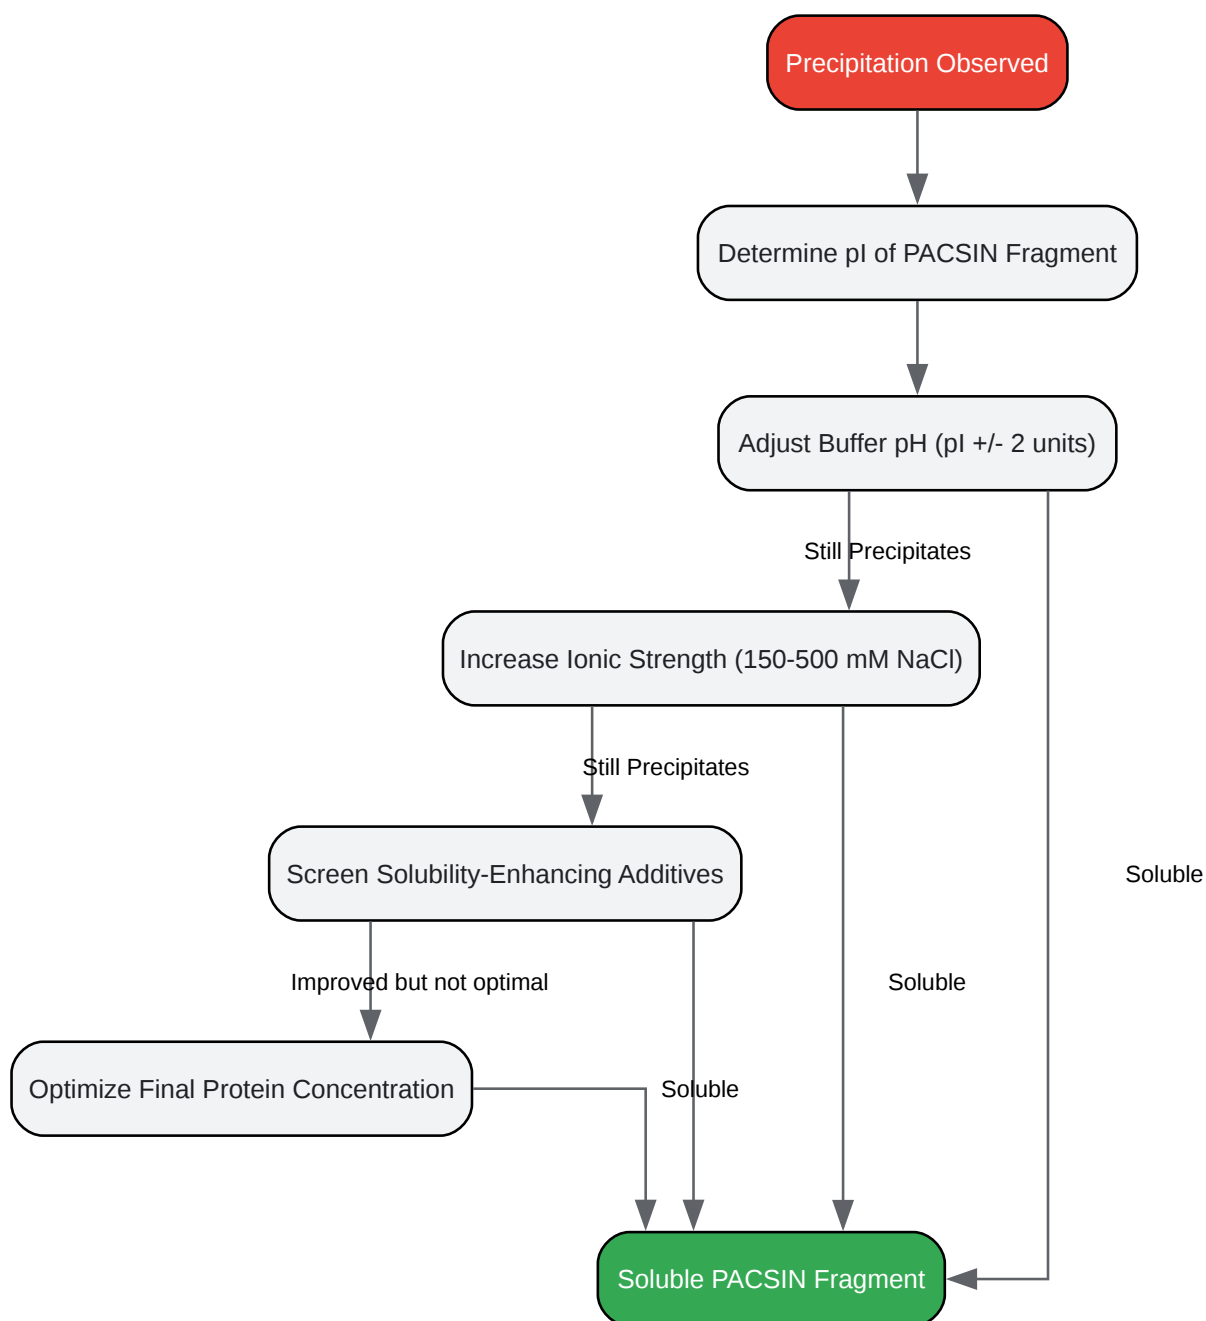 Precipitation Observed
Determine pI of PACSIN Fragment
Adjust Buffer pH (pI +/- 2 units)
Still Precipitates
Increase Ionic Strength (150-500 mM NaCl)
Still Precipitates
Screen Solubility-Enhancing Additives
Soluble
Improved but not optimal
Soluble
Optimize Final Protein Concentration
Soluble
Soluble PACSIN Fragment